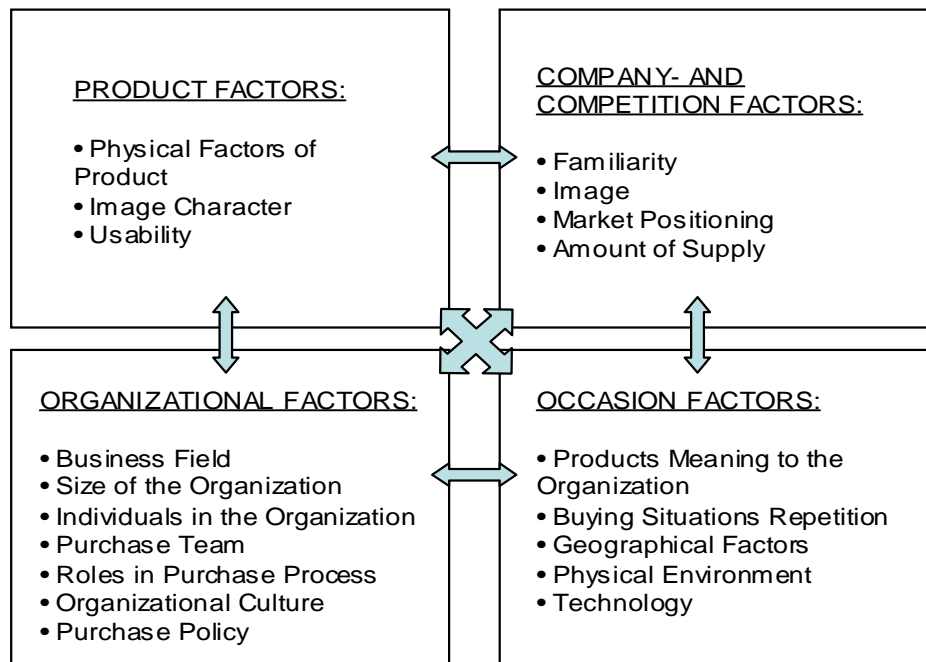 PRODUCT FACTORS:
• Physical Factors of
Product
• Image Character
• Usability
COMPANY- AND
COMPETITION FACTORS:
• Familiarity
• Image
• Market Positioning
• Amount of Supply
ORGANIZATIONAL FACTORS:
• Business Field
• Size of the Organization
• Individuals in the Organization
• Purchase Team
• Roles in Purchase Process
• Organizational Culture
• Purchase Policy
OCCASION FACTORS:
• Products Meaning to the
Organization
• Buying Situations Repetition
• Geographical Factors
• Physical Environment
• Technology